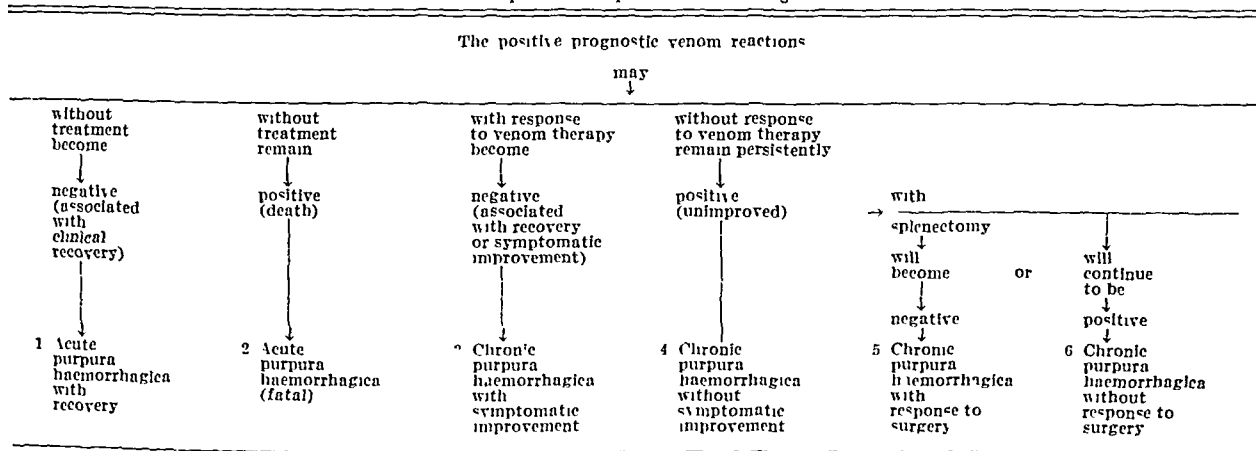 The positive prognostic venom reactions
may
without
treatment
become
negative
(associated
with
clinical
recovery)
1 Acute
purpura
haemorrhagica
with
recovery
without
treatment
remain
positive
(death)
2 Acute
purpura
haemorrhagica
(fatal)
with response
to venom therapy
become
negative
(associated
with recovery
or symptomatic
improvement)
Chronic
purpura
haemorrhagica
with
symptomatic
improvement
without response
to venom therapy
remain persistently
positive
(unimproved)
4 Chronic
purpura
haemorrhagica
without
symptomatic
improvement
→ with
splenectomy
will
become
or
negative
5 Chronic
purpura
haemorrhagica
with
response to
surgery
will
continue
to be
positive
6 Chronic
purpura
haemorrhagica
without
response to
surgery